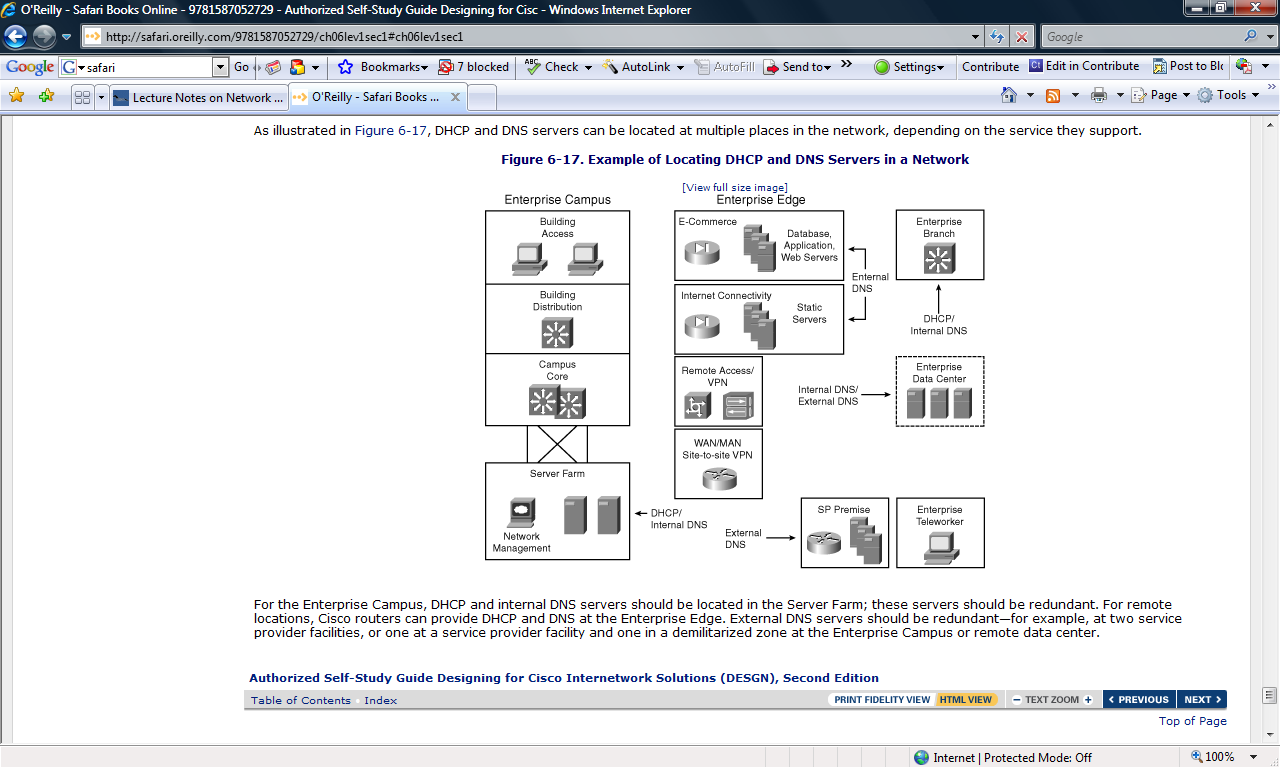 O'Reilly - Safari Books Online - 9781587052729 - Authorized Self-Study Guide Designing for Cisc - Windows Internet Explorer
http://safari.oreilly.com/9781587052729/ch06lev1sec1#ch06lev1sec1
Google
Google G safari Go Bookmarks 7 blocked ABC Check AutoLink AutoFill Send to Settings Contribute Ct Edit in Contribute Post to Blc
Lecture Notes on Network ... O'Reilly - Safari Books ... Page Tools
As illustrated in Figure 6-17, DHCP and DNS servers can be located at multiple places in the network, depending on the service they support.
Figure 6-17. Example of Locating DHCP and DNS Servers in a Network
[View full size image]
Enterprise Campus
Building
Access
Building
Distribution
Campus
Core
Server Farm
Network
Management
DHCP/
Internal DNS
Enterprise Edge
E-Commerce
Database,
Application,
Web Servers
Internet Connectivity
Static
Servers
Enternal
DNS
Remote Access/
VPN
WAN/MAN
Site-to-site VPN
Enterprise
Branch
DHCP/
Internal DNS
Internal DNS/
External DNS
Enterprise
Data Center
External
DNS
SP Premise
Enterprise
Teleworker
For the Enterprise Campus, DHCP and internal DNS servers should be located in the Server Farm; these servers should be redundant. For remote
locations, Cisco routers can provide DHCP and DNS at the Enterprise Edge. External DNS servers should be redundant—for example, at two service
provider facilities, or one at a service provider facility and one in a demilitarized zone at the Enterprise Campus or remote data center.
Authorized Self-Study Guide Designing for Cisco Internetwork Solutions (DESGN), Second Edition
Table of Contents Index PRINT FIDELITY VIEW HTML VIEW TEXT ZOOM PREVIOUS NEXT
Top of Page
Internet | Protected Mode: Off 100%